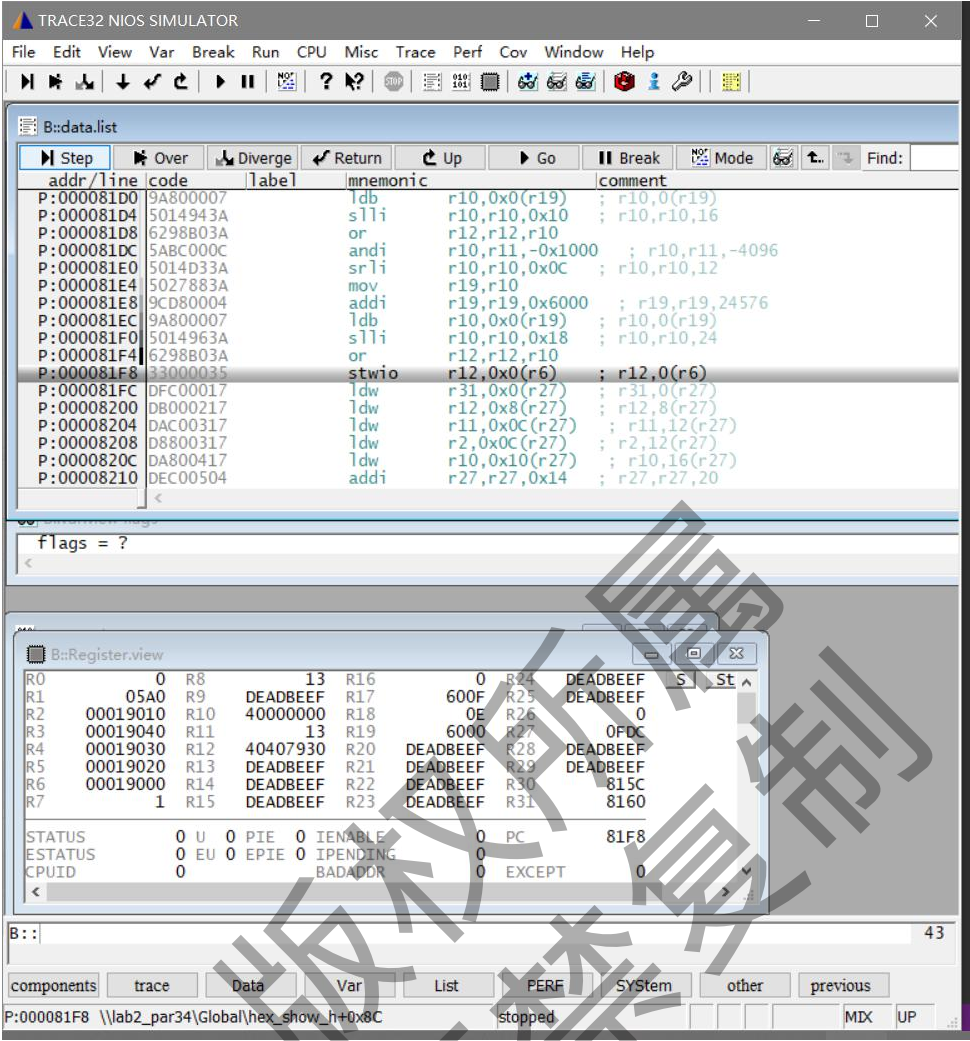 TRACE32 NIOS SIMULATOR
File Edit View Var Break Run CPU Misc Trace Perf Cov Window Help
B::data.list
Step Over Diverge Return Up Go Break Mode Find:
addr/line code label mnemonic comment
P:000081D0 9A800007 ldb r10,0x0(r19) ; r10,0(r19)
P:000081D4 5014943A slli r10,r10,0x10 ; r10,r10,16
P:000081D8 6298B03A or r12,r12,r10
P:000081DC 5ABC000C andi r10,r11,-0x1000 ; r10,r11,-4096
P:000081E0 5014D33A srli r10,r10,0x0C ; r10,r10,12
P:000081E4 5027883A mov r19,r10
P:000081E8 9CD80004 addi r19,r19,0x6000 ; r19,r19,24576
P:000081EC 9A800007 ldb r10,0x0(r19) ; r10,0(r19)
P:000081F0 5014963A slli r10,r10,0x18 ; r10,r10,24
P:000081F4 6298B03A or r12,r12,r10
P:000081F8 33000035 stwio r12,0x0(r6) ; r12,0(r6)
P:000081FC DFC00017 ldw r31,0x0(r27) ; r31,0(r27)
P:00008200 DB000217 ldw r12,0x8(r27) ; r12,8(r27)
P:00008204 DAC00317 ldw r11,0x0C(r27) ; r11,12(r27)
P:00008208 D8800317 ldw r2,0x0C(r27) ; r2,12(r27)
P:0000820C DA800417 ldw r10,0x10(r27) ; r10,16(r27)
P:00008210 DEC00504 addi r27,r27,0x14 ; r27,r27,20
flags = ?
B::Register.view
R0 0 R8 13 R16 0 R24 DEADBEEF S St
R1 05A0 R9 DEADBEEF R17 600F R25 DEADBEEF
R2 00019010 R10 40000000 R18 0E R26 0
R3 00019040 R11 13 R19 6000 R27 0FDC
R4 00019030 R12 40407930 R20 DEADBEEF R28 DEADBEEF
R5 00019020 R13 DEADBEEF R21 DEADBEEF R29 DEADBEEF
R6 00019000 R14 DEADBEEF R22 DEADBEEF R30 815C
R7 1 R15 DEADBEEF R23 DEADBEEF R31 8160
STATUS 0 U 0 PIE 0 IENABLE 0 PC 81F8
ESTATUS 0 EU 0 EPIE 0 IPENDING 0
CPUID 0 BADADDR 0 EXCEPT 0
B:: 43
components trace Data Var List PERF SYStem other previous
P:000081F8 \\lab2_par34\Global\hex_show_h+0x8C stopped MIX UP
版权所属
禁复制